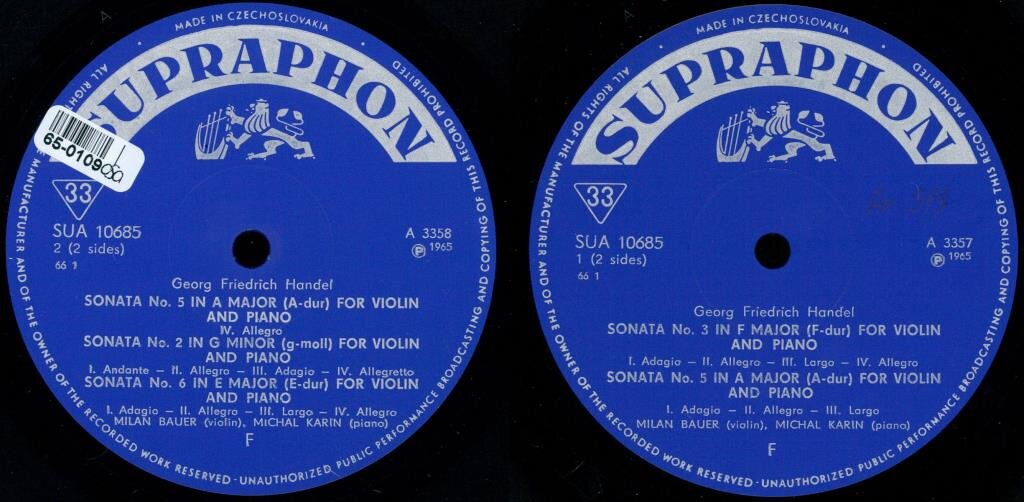 MADE IN CZECHOSLOVAKIA
SUPRAPHON
ALL RIGHTS OF THE MANUFACTURER AND OF THE OWNER OF THE RECORDED WORK RESERVED - UNAUTHORIZED PUBLIC PERFORMANCE BROADCASTING AND COPYING OF THIS RECORD PROHIBITED
65-0109
33
SUA 10685
2 (2 sides)
66 1
A 3358
Ⓟ 1965
Georg Friedrich Handel
SONATA No. 5 IN A MAJOR (A-dur) FOR VIOLIN
AND PIANO
IV. Allegro
SONATA No. 2 IN G MINOR (g-moll) FOR VIOLIN
AND PIANO
I. Andante – II. Allegro – III. Adagio – IV. Allegretto
SONATA No. 6 IN E MAJOR (E-dur) FOR VIOLIN
AND PIANO
I. Adagio – II. Allegro – III. Largo – IV. Allegro
MILAN BAUER (violin), MICHAL KARIN (piano)
F
MADE IN CZECHOSLOVAKIA
SUPRAPHON
ALL RIGHTS OF THE MANUFACTURER AND OF THE OWNER OF THE RECORDED WORK RESERVED - UNAUTHORIZED PUBLIC PERFORMANCE BROADCASTING AND COPYING OF THIS RECORD PROHIBITED
33
SUA 10685
1 (2 sides)
66 1
A 3357
Ⓟ 1965
Georg Friedrich Handel
SONATA No. 3 IN F MAJOR (F-dur) FOR VIOLIN
AND PIANO
I. Adagio – II. Allegro – III. Largo – IV. Allegro
SONATA No. 5 IN A MAJOR (A-dur) FOR VIOLIN
AND PIANO
I. Adagio – II. Allegro – III. Largo
MILAN BAUER (violin), MICHAL KARIN (piano)
F